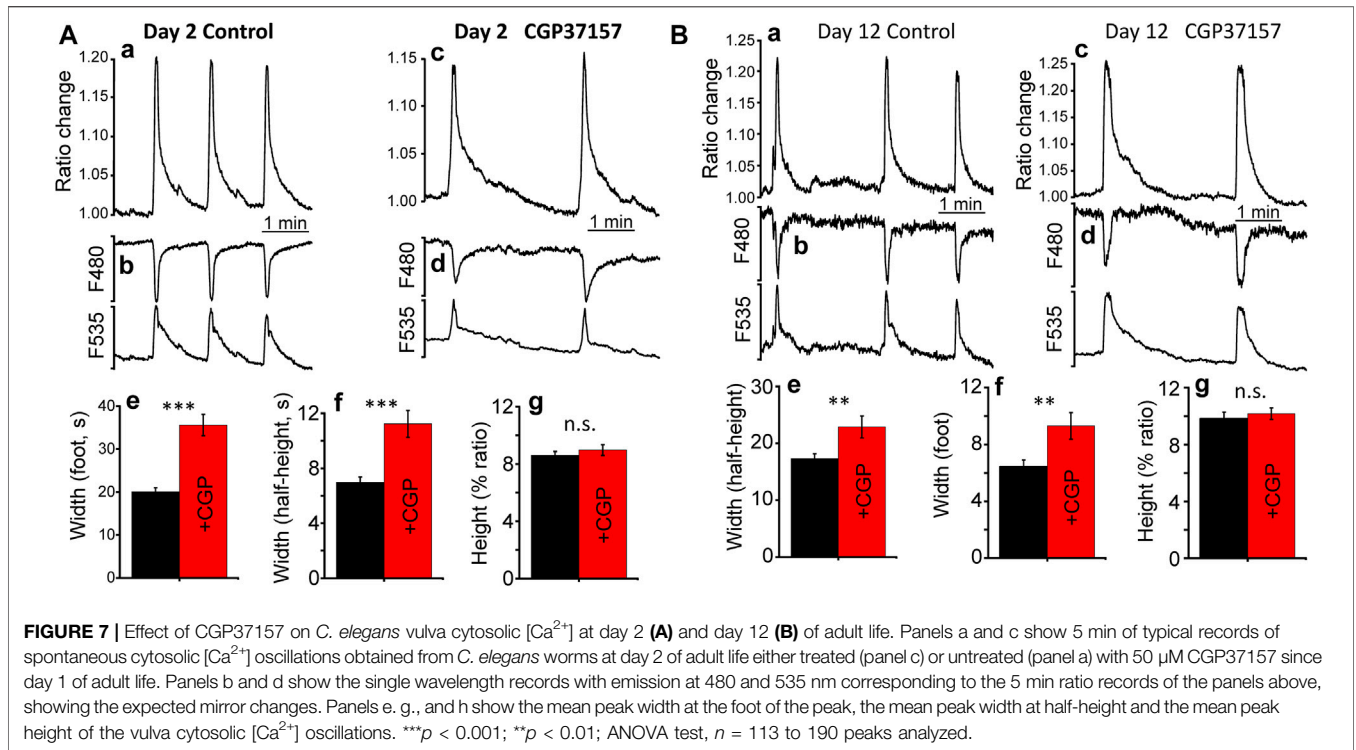 A
Day 2 Control
a
Ratio change
1.20
1.15
1.10
1.05
1.00
1 min
F480
b
F535
Day 2 CGP37157
c
1.15
1.10
1.05
1.00
1 min
d
F480
F535
e
Width (foot, s)
40
30
20
10
0
***
+CGP
f
Width (half-height, s)
12
8
4
0
***
+CGP
g
Height (% ratio)
12
8
4
0
n.s.
+CGP
B
Day 12 Control
a
Ratio change
1.25
1.20
1.15
1.10
1.05
1.00
1 min
F480
b
F535
Day 12 CGP37157
c
Ratio change
1.25
1.20
1.15
1.10
1.05
1.00
1 min
F480
d
F535
e
Width (half-height)
30
20
10
0
**
+CGP
f
Width (foot)
12
9
6
3
0
**
+CGP
g
Height (% ratio)
12
8
4
0
n.s.
+CGP
FIGURE 7 | Effect of CGP37157 on C. elegans vulva cytosolic [Ca2+] at day 2 (A) and day 12 (B) of adult life. Panels a and c show 5 min of typical records of
spontaneous cytosolic [Ca2+] oscillations obtained from C. elegans worms at day 2 of adult life either treated (panel c) or untreated (panel a) with 50 µM CGP37157 since
day 1 of adult life. Panels b and d show the single wavelength records with emission at 480 and 535 nm corresponding to the 5 min ratio records of the panels above,
showing the expected mirror changes. Panels e. g., and h show the mean peak width at the foot of the peak, the mean peak width at half-height and the mean peak
height of the vulva cytosolic [Ca2+] oscillations. ***p < 0.001; **p < 0.01; ANOVA test, n = 113 to 190 peaks analyzed.